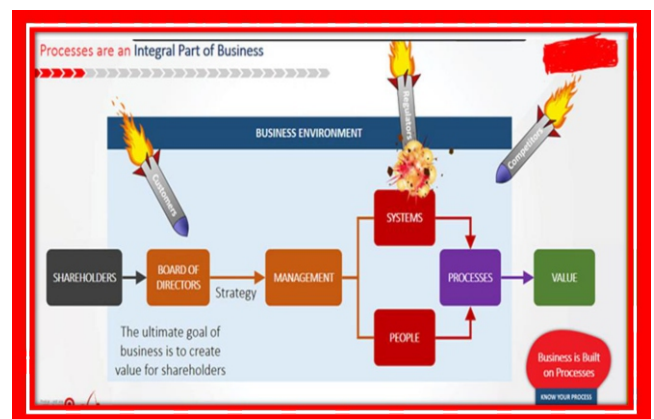 Processes are an Integral Part of Business
BUSINESS ENVIRONMENT
Customers
Regulators
Competitors
SHAREHOLDERS
BOARD OF
DIRECTORS
Strategy
MANAGEMENT
SYSTEMS
PEOPLE
PROCESSES
VALUE
The ultimate goal of
business is to create
value for shareholders
Business is Built
on Processes
KNOW YOUR PROCESS